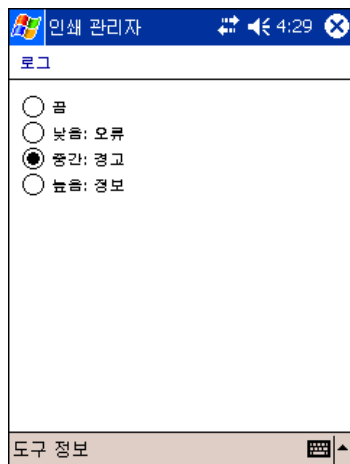 인쇄 관리자 4:29
로그
끔
낮음: 오류
중간: 경고
높음: 정보
도구 정보